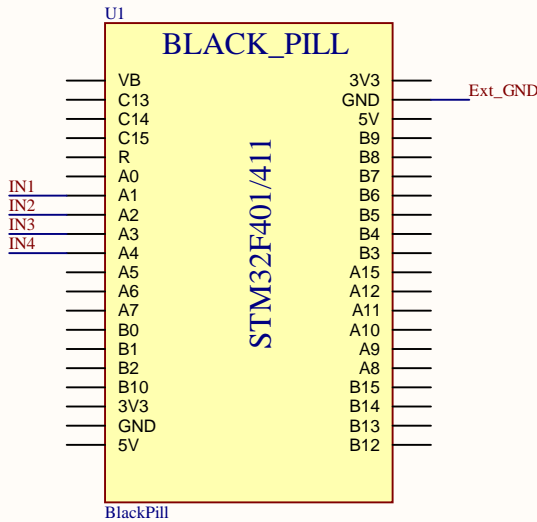 U1
BLACK_PILL
VB
C13
C14
C15
R
A0
A1
A2
A3
A4
A5
A6
A7
B0
B1
B2
B10
3V3
GND
5V
IN1
IN2
IN3
IN4
STM32F401/411
3V3
GND
5V
B9
B8
B7
B6
B5
B4
B3
A15
A12
A11
A10
A9
A8
B15
B14
B13
B12
Ext_GND
BlackPill